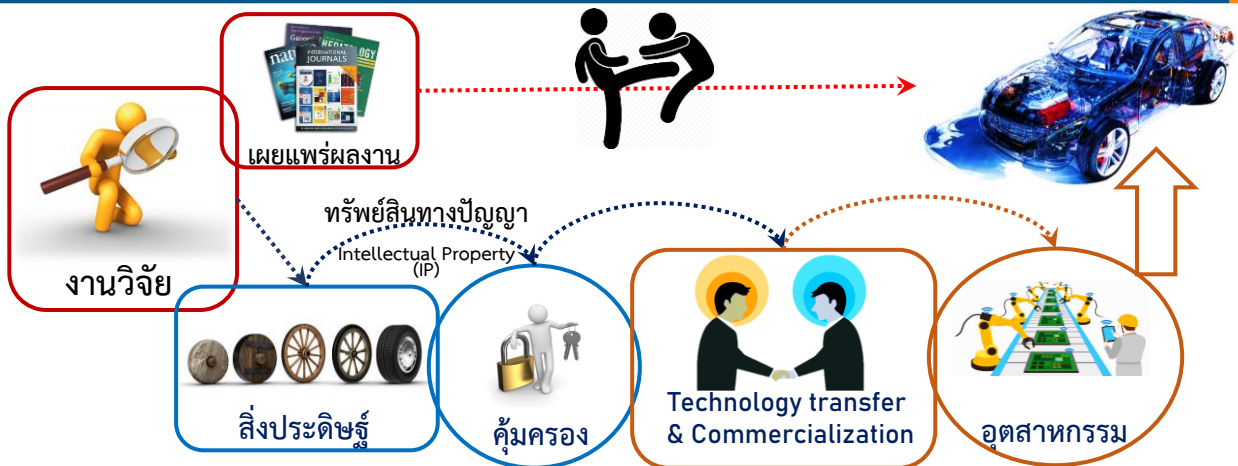 INTERNATIONAL
JOURNALS
เผยแพร่ผลงาน
งานวิจัย
ทรัพย์สินทางปัญญา
Intellectual Property
(IP)
สิ่งประดิษฐ์
คุ้มครอง
Technology transfer
& Commercialization
อุตสาหกรรม